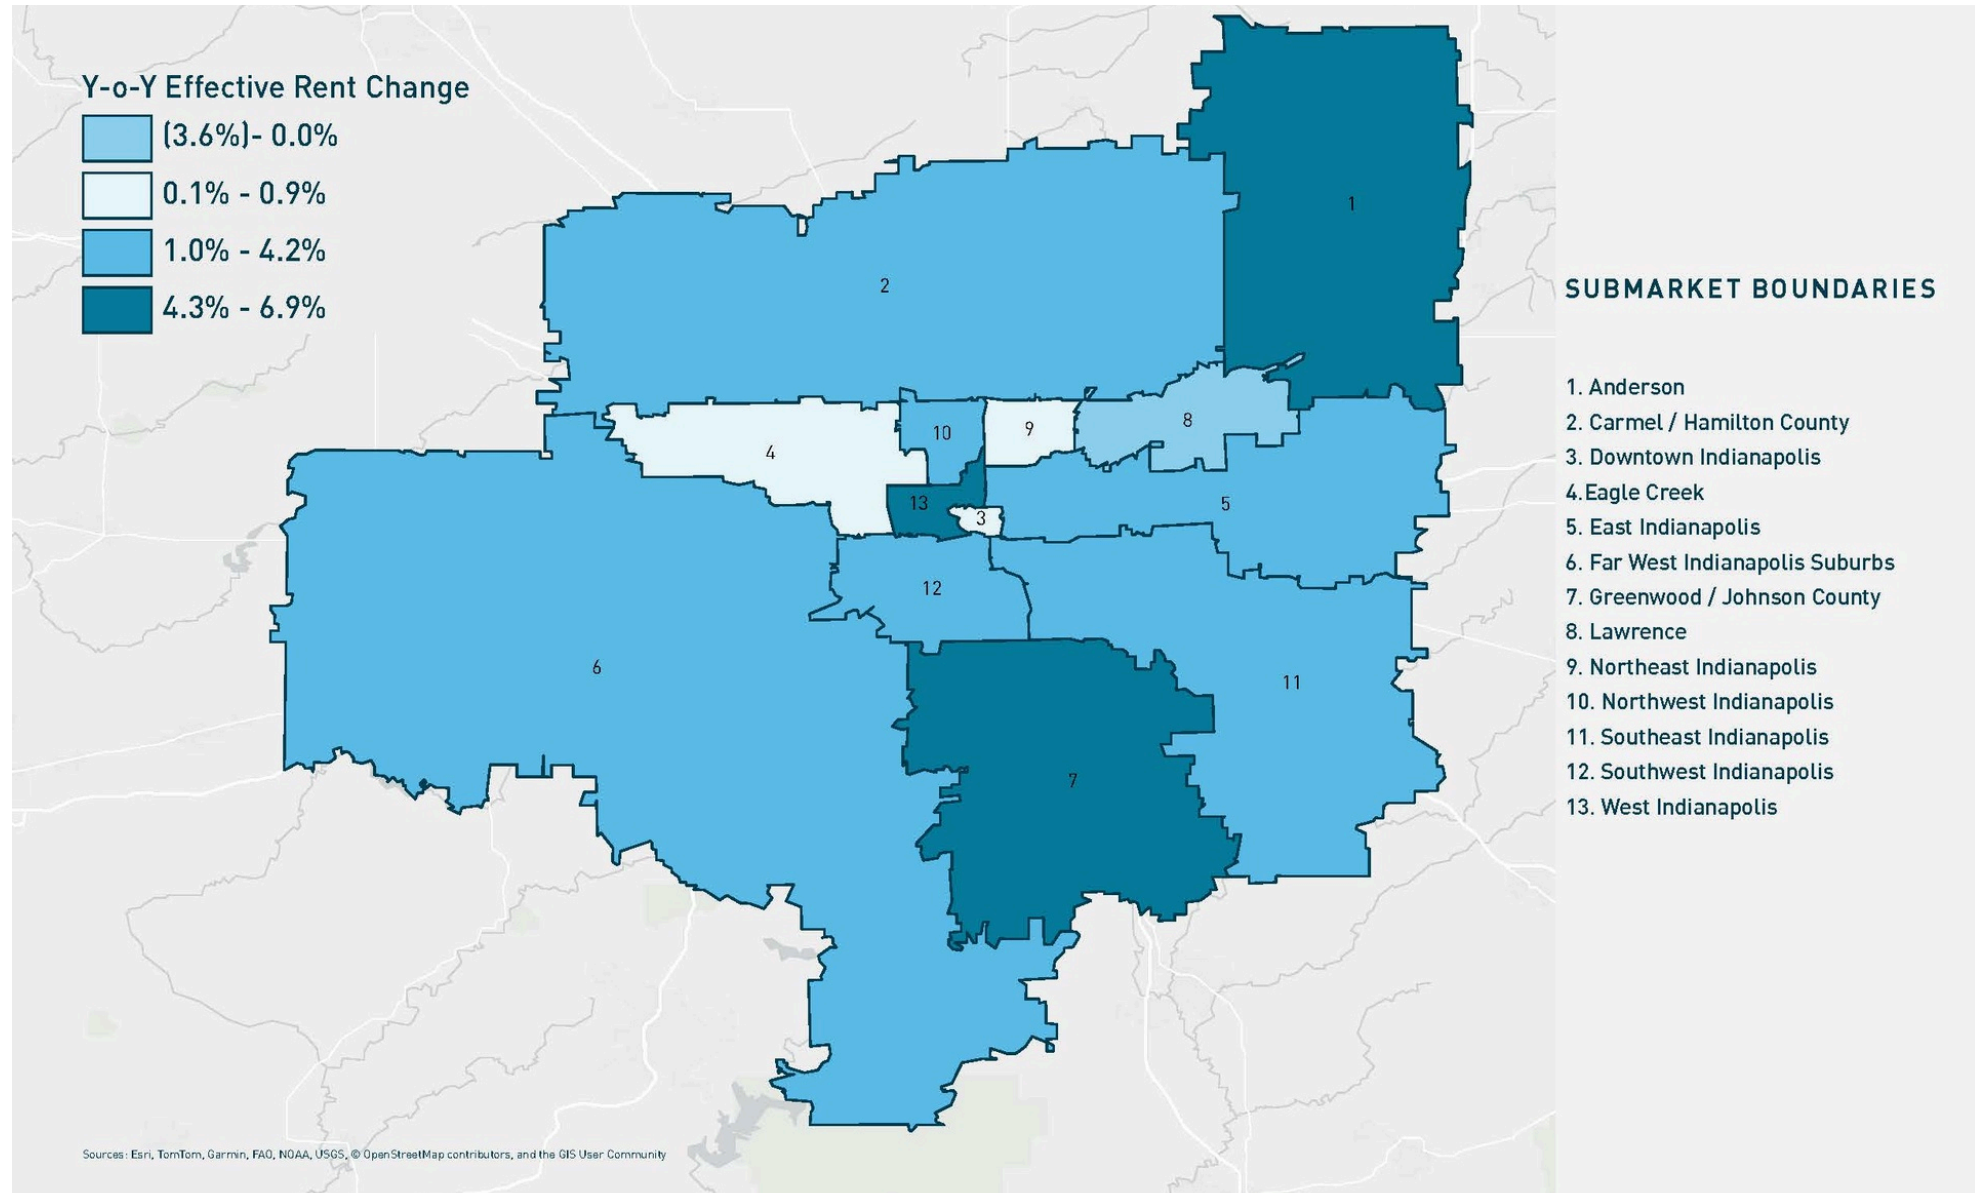 Y-o-Y Effective Rent Change
(3.6%)- 0.0%
0.1% - 0.9%
1.0% - 4.2%
4.3% - 6.9%
1
2
8
10
9
4
13
3
5
12
6
11
7
SUBMARKET BOUNDARIES
1. Anderson
2. Carmel / Hamilton County
3. Downtown Indianapolis
4.Eagle Creek
5. East Indianapolis
6. Far West Indianapolis Suburbs
7. Greenwood / Johnson County
8. Lawrence
9. Northeast Indianapolis
10. Northwest Indianapolis
11. Southeast Indianapolis
12. Southwest Indianapolis
13. West Indianapolis
Sources: Esri, TomTom, Garmin, FAO, NOAA, USGS, © OpenStreetMap contributors, and the GIS User Community